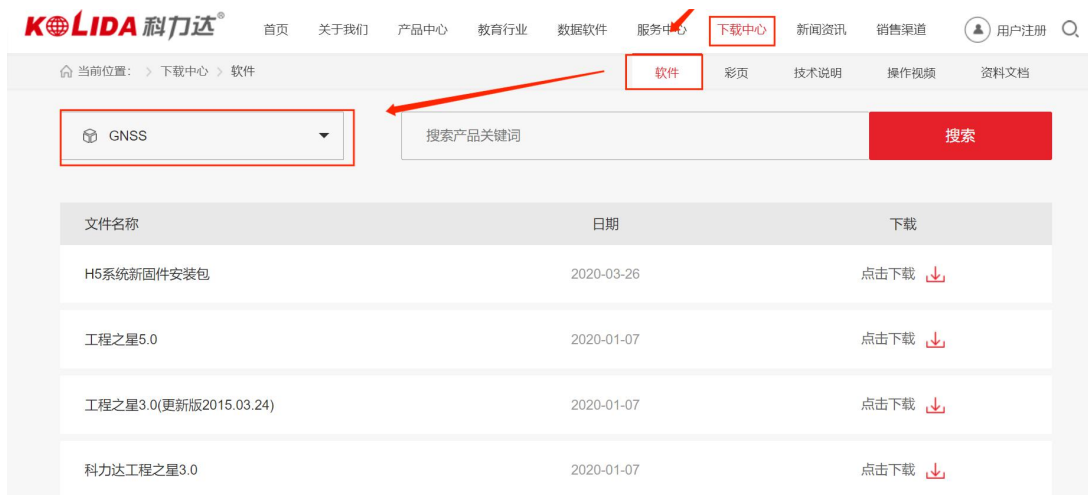 KOLIDA 科力达®
首页 关于我们 产品中心 教育行业 数据软件 服务中心 下载中心 新闻资讯 销售渠道 用户注册
当前位置： > 下载中心 > 软件
软件 彩页 技术说明 操作视频 资料文档
GNSS
搜索产品关键词
搜索
文件名称 日期 下载
H5系统新固件安装包 2020-03-26 点击下载
工程之星5.0 2020-01-07 点击下载
工程之星3.0(更新版2015.03.24) 2020-01-07 点击下载
科力达工程之星3.0 2020-01-07 点击下载